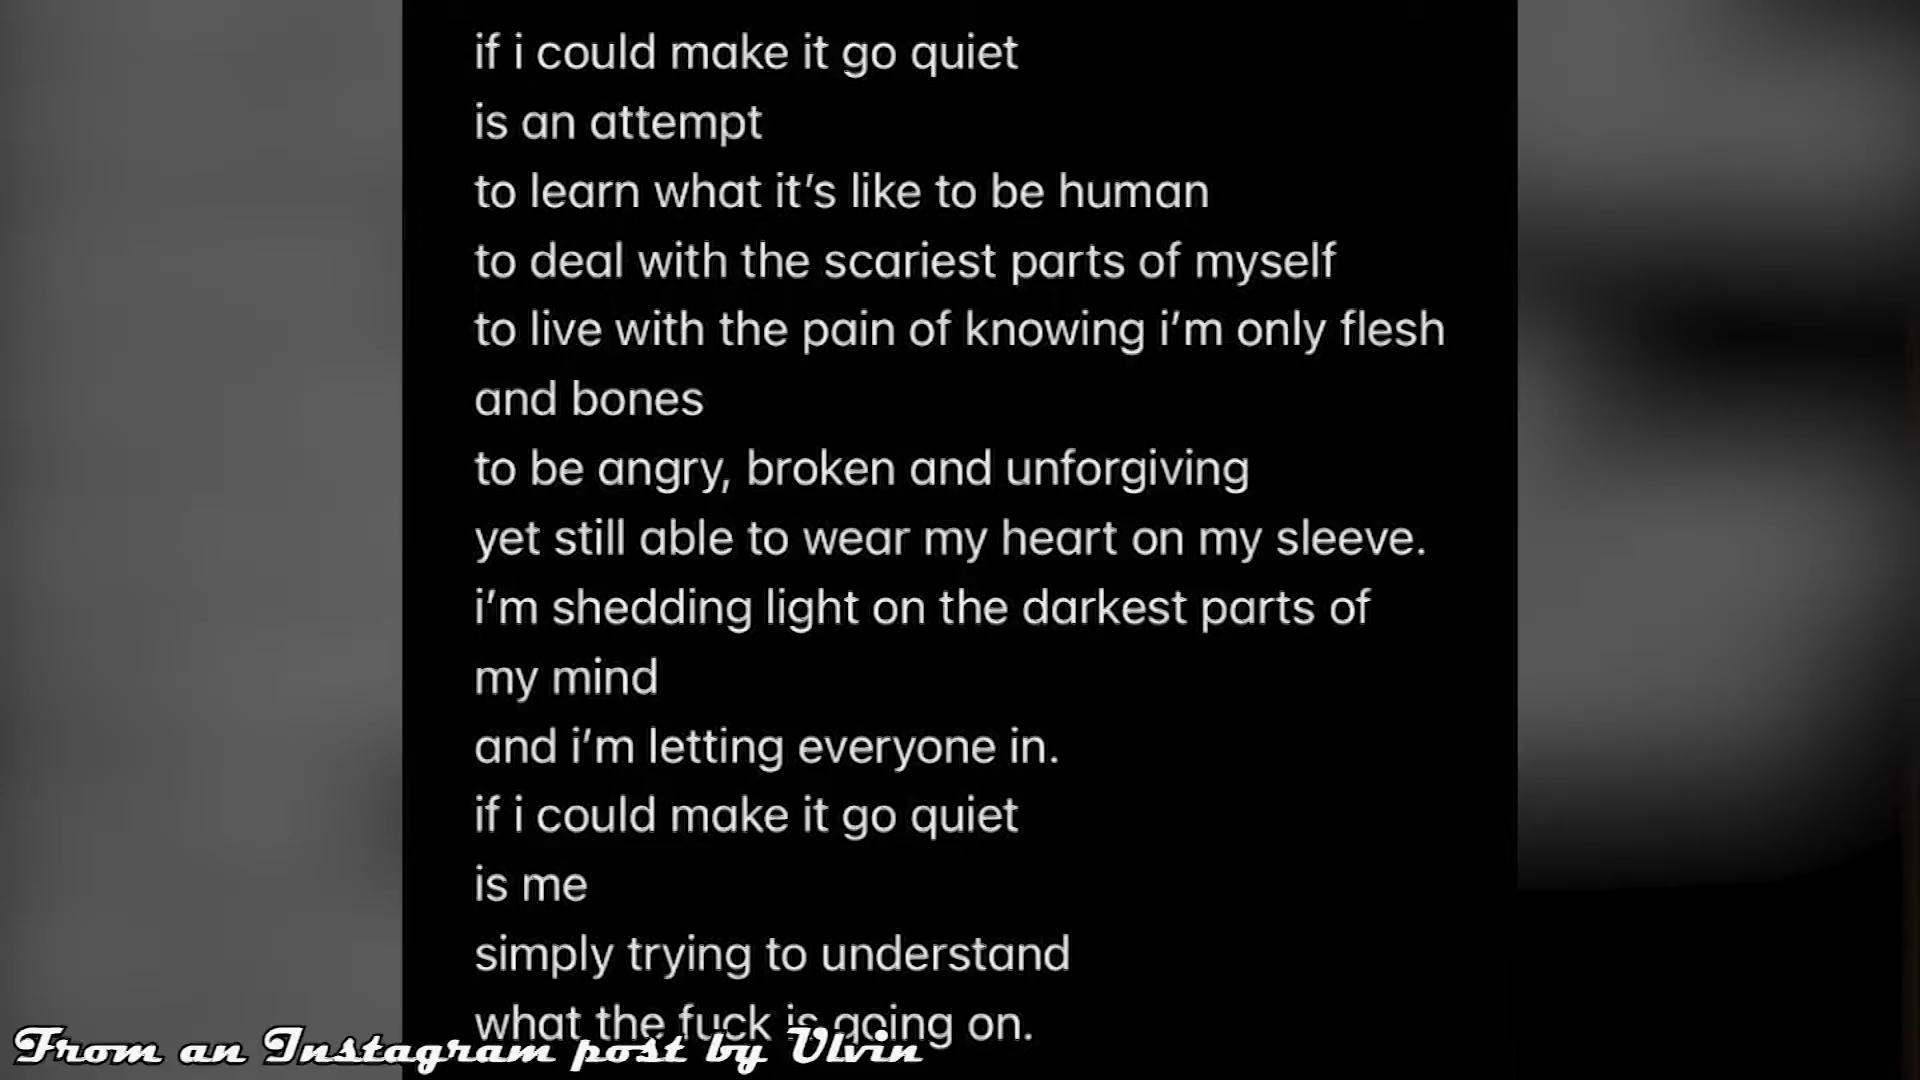 if i could make it go quiet
is an attempt
to learn what it’s like to be human
to deal with the scariest parts of myself
to live with the pain of knowing i’m only flesh
and bones
to be angry, broken and unforgiving
yet still able to wear my heart on my sleeve.
i’m shedding light on the darkest parts of
my mind
and i’m letting everyone in.
if i could make it go quiet
is me
simply trying to understand
what the fuck is going on.
From an Instagram post by Ulvin